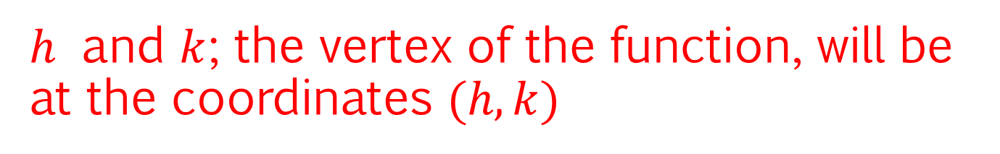 h and k; the vertex of the function, will be
at the coordinates (h, k)